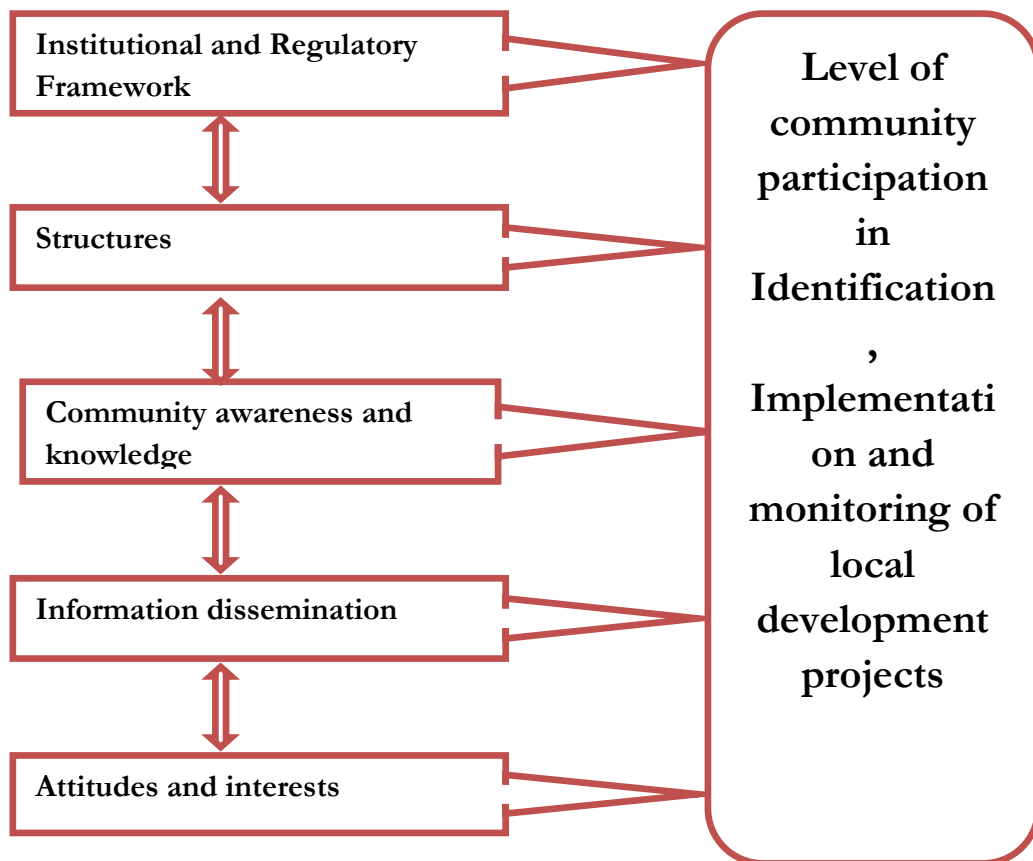 Institutional and Regulatory
Framework
Structures
Community awareness and
knowledge
Information dissemination
Attitudes and interests
Level of
community
participation
in
Identification
,
Implementati
on and
monitoring of
local
development
projects